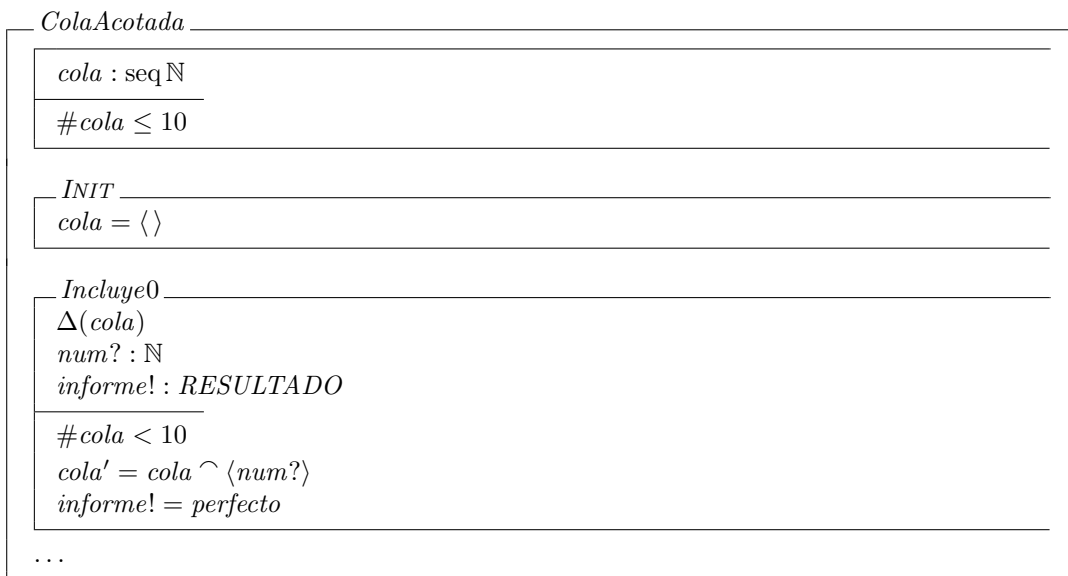 ColaAcotada
cola : seq ℕ
#cola ≤ 10
INIT
cola = ⟨ ⟩
Incluye0
Δ(cola)
num? : ℕ
informe! : RESULTADO
#cola < 10
cola′ = cola ⌢ ⟨num?⟩
informe! = perfecto
...